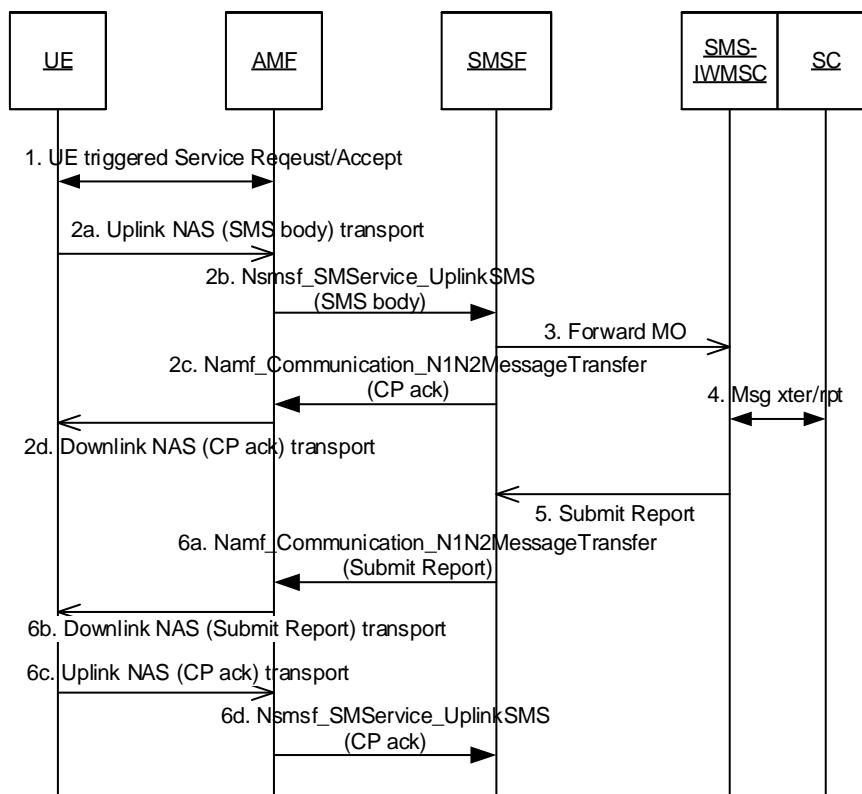 UE
AMF
SMSF
SMS-
IWMSC
SC
1. UE triggered Service Reqeust/Accept
2a. Uplink NAS (SMS body) transport
2b. Nsmsf_SMService_UplinkSMS
(SMS body)
3. Forward MO
2c. Namf_Communication_N1N2MessageTransfer
(CP ack)
4. Msg xter/rpt
2d. Downlink NAS (CP ack) transport
5. Submit Report
6a. Namf_Communication_N1N2MessageTransfer
(Submit Report)
6b. Downlink NAS (Submit Report) transport
6c. Uplink NAS (CP ack) transport
6d. Nsmsf_SMService_UplinkSMS
(CP ack)